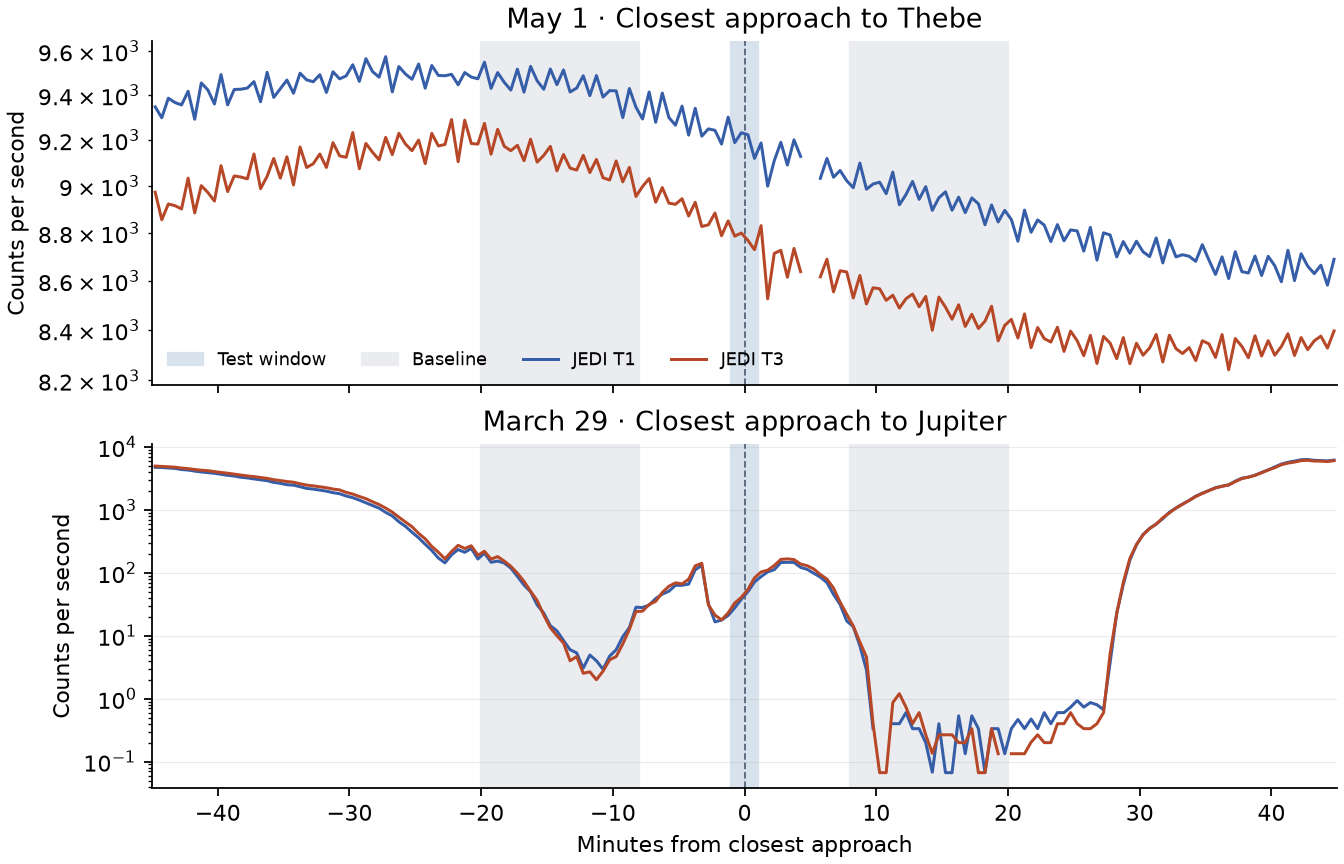 May 1 · Closest approach to Thebe
Counts per second
9.6 × 10³
9.4 × 10³
9.2 × 10³
9 × 10³
8.8 × 10³
8.6 × 10³
8.4 × 10³
8.2 × 10³
Test window Baseline JEDI T1 JEDI T3
March 29 · Closest approach to Jupiter
Counts per second
10⁴
10³
10²
10¹
10⁰
10⁻¹
−40 −30 −20 −10 0 10 20 30 40
Minutes from closest approach